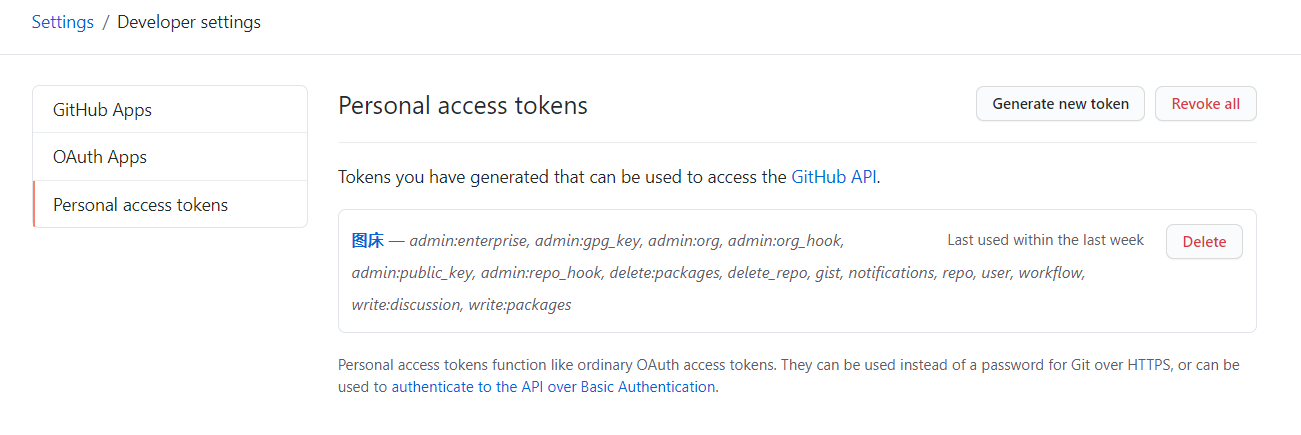 Settings / Developer settings
GitHub Apps
OAuth Apps
Personal access tokens
Personal access tokens
Generate new token
Revoke all
Tokens you have generated that can be used to access the GitHub API.
图床 — admin:enterprise, admin:gpg_key, admin:org, admin:org_hook,
admin:public_key, admin:repo_hook, delete:packages, delete_repo, gist, notifications, repo, user, workflow,
write:discussion, write:packages
Last used within the last week
Delete
Personal access tokens function like ordinary OAuth access tokens. They can be used instead of a password for Git over HTTPS, or can be
used to authenticate to the API over Basic Authentication.